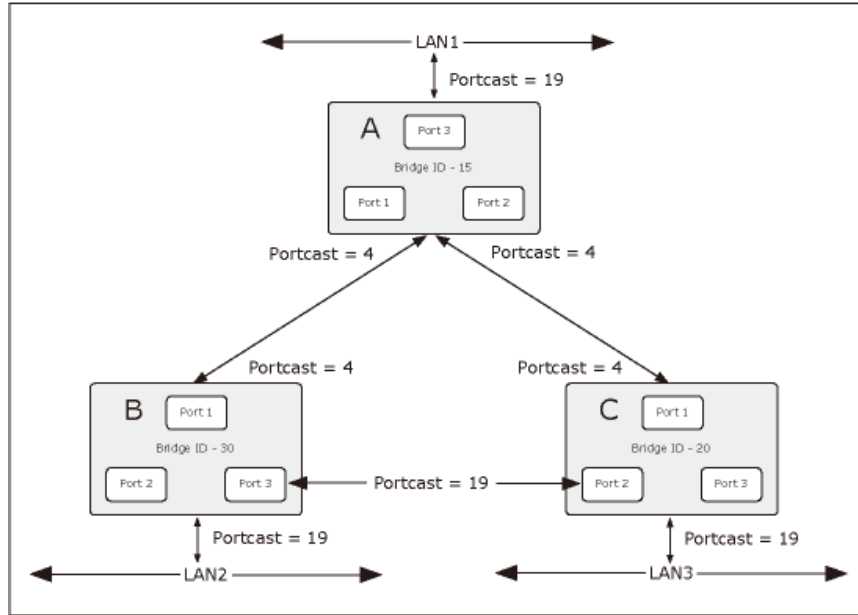 LAN1
Portcast = 19
A
Port 3
Bridge ID - 15
Port 1
Port 2
Portcast = 4
Portcast = 4
Portcast = 4
Portcast = 4
B
Port 1
Bridge ID - 30
Port 2
Port 3
C
Port 1
Bridge ID - 20
Port 2
Port 3
Portcast = 19
Portcast = 19
Portcast = 19
LAN2
LAN3